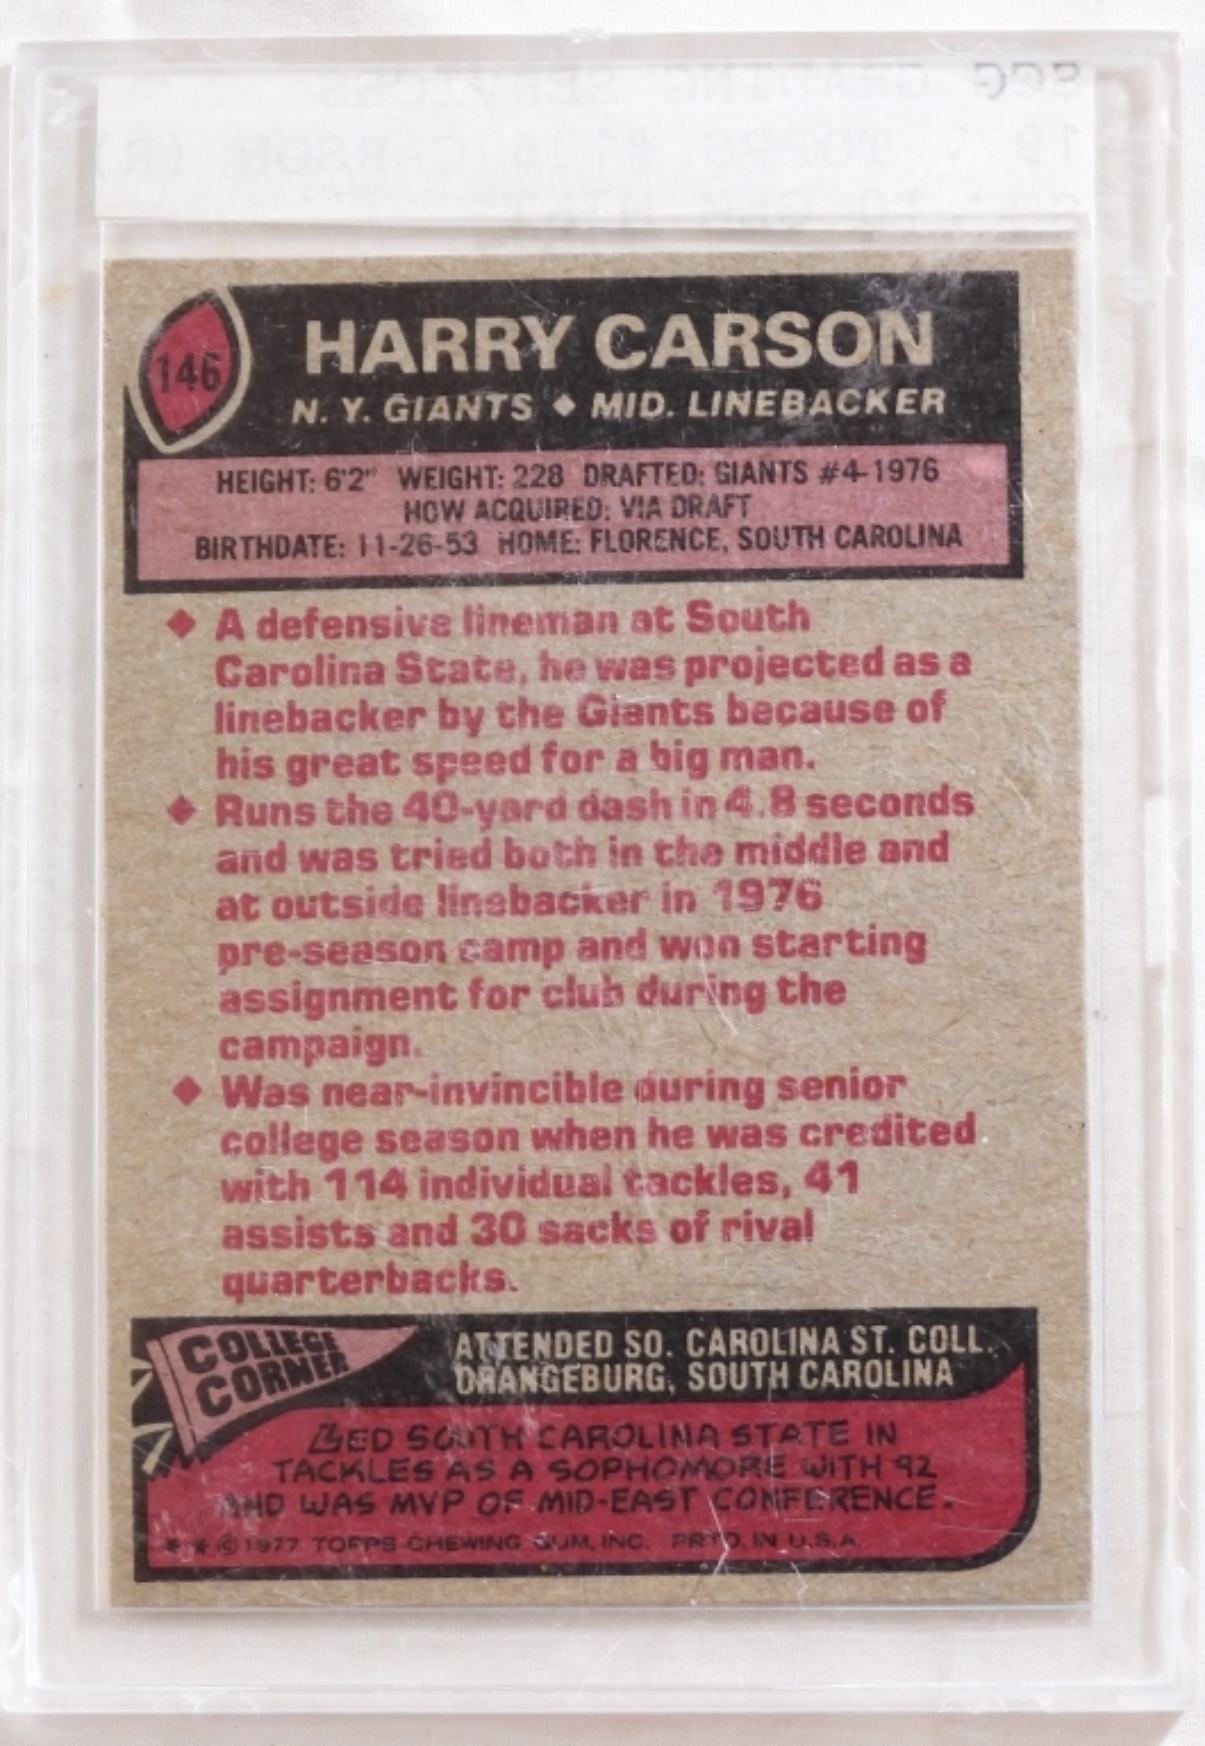 SCG GRADING SERVICES
TOPPS CARSON (R)
146
HARRY CARSON
N. Y. GIANTS ◆ MID. LINEBACKER
HEIGHT: 6'2" WEIGHT: 228 DRAFTED: GIANTS #4-1976
HOW ACQUIRED: VIA DRAFT
BIRTHDATE: 11-26-53 HOME: FLORENCE, SOUTH CAROLINA
◆ A defensive lineman at South
Carolina State, he was projected as a
linebacker by the Giants because of
his great speed for a big man.
◆ Runs the 40-yard dash in 4.8 seconds
and was tried both in the middle and
at outside linebacker in 1976
pre-season camp and won starting
assignment for club during the
campaign.
◆ Was near-invincible during senior
college season when he was credited
with 114 individual tackles, 41
assists and 30 sacks of rival
quarterbacks.
COLLEGE
CORNER
ATTENDED SO. CAROLINA ST. COLL.
ORANGEBURG, SOUTH CAROLINA
LED SOUTH CAROLINA STATE IN
TACKLES AS A SOPHOMORE WITH 92
AND WAS MVP OF MID-EAST CONFERENCE.
* * © 1977 TOPPS CHEWING GUM, INC. PRTD. IN U.S.A.